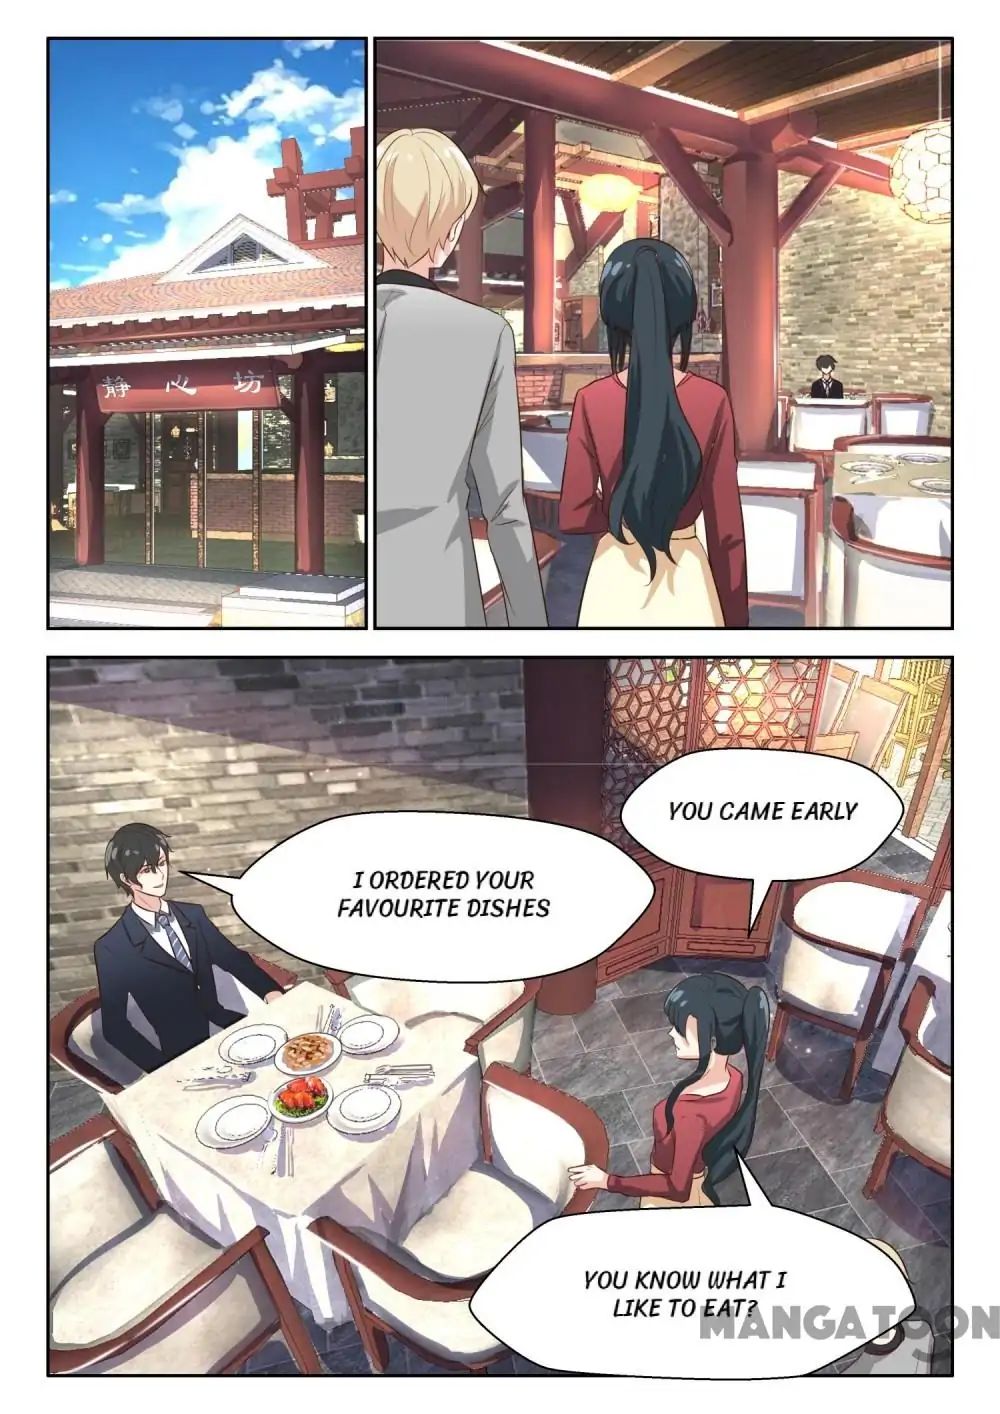 静心坊
YOU CAME EARLY
I ORDERED YOUR
FAVOURITE DISHES
YOU KNOW WHAT I
LIKE TO EAT?
MANGATOON